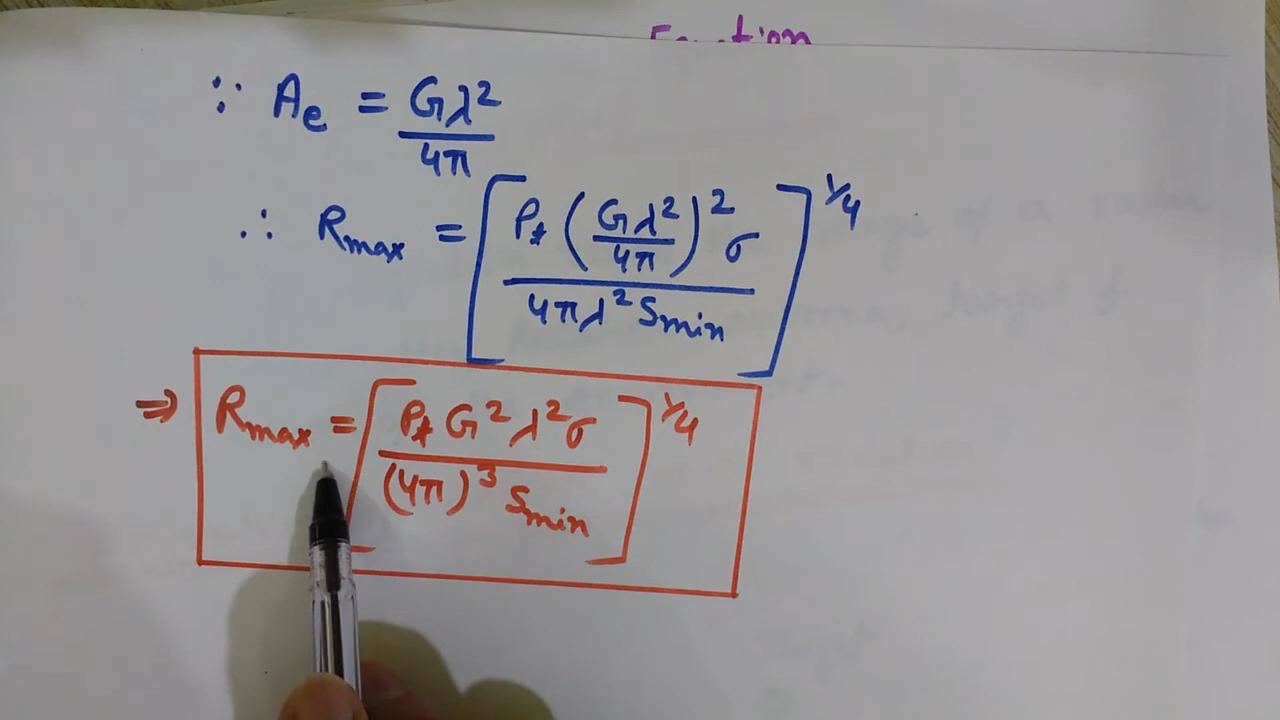 Equation
∵ Ae = Gλ²/4π
∴ Rmax = [Pt (Gλ²/4π)² σ / 4πλ² Smin]^1/4
⇒ Rmax = [Pt G² λ² σ / (4π)³ Smin]^1/4